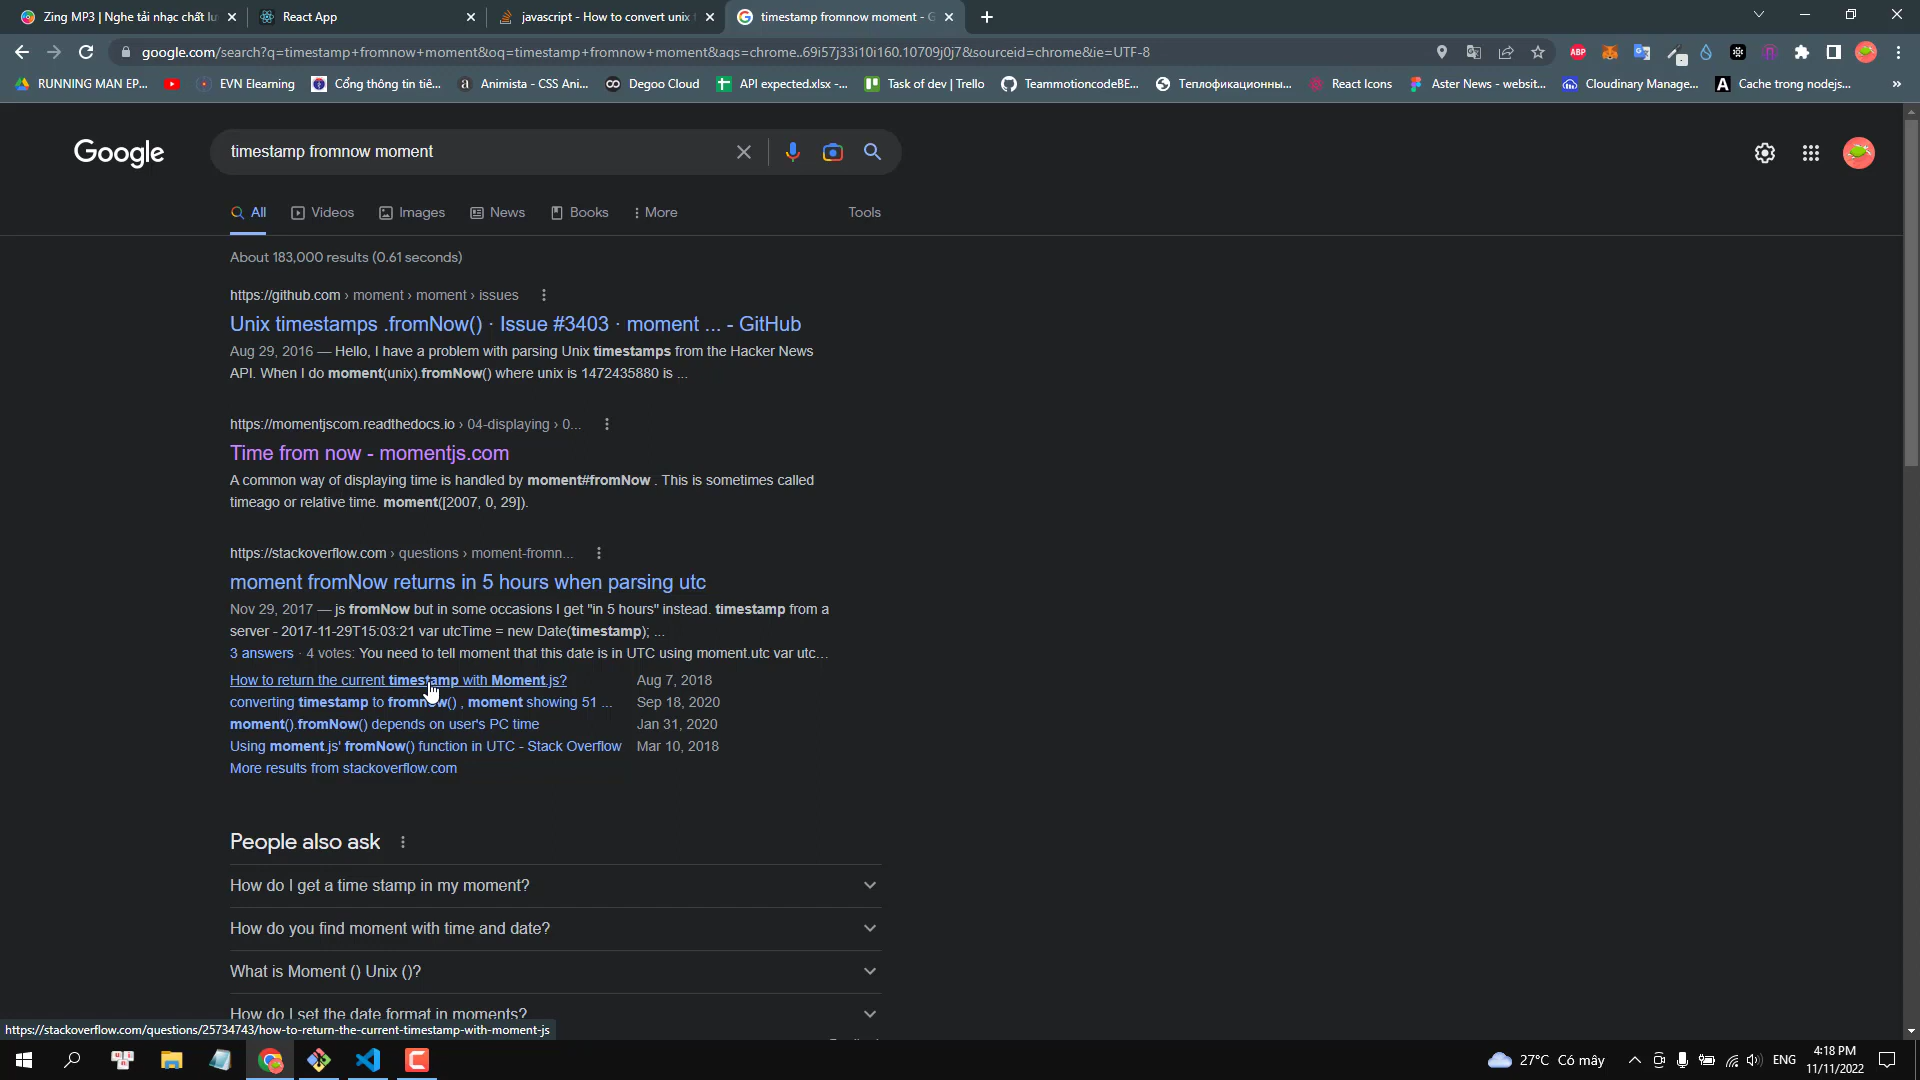 Zing MP3 | Nghe tải nhạc chất lư
React App
javascript - How to convert unix
timestamp fromnow moment - G
google.com/search?q=timestamp+fromnow+moment&oq=timestamp+fromnow+moment&aqs=chrome..69i57j33i10i160.10709j0j7&sourceid=chrome&ie=UTF-8
RUNNING MAN EP...
EVN Elearning
Cổng thông tin tiê...
Animista - CSS Ani...
Degoo Cloud
API expected.xlsx -...
Task of dev | Trello
TeammotioncodeBE...
Теплофикационны...
React Icons
Aster News - websit...
Cloudinary Manage...
Cache trong nodejs...
»
Google
timestamp fromnow moment
All
Videos
Images
News
Books
More
Tools
About 183,000 results (0.61 seconds)
https://github.com › moment › moment › issues
Unix timestamps .fromNow() · Issue #3403 · moment ... - GitHub
Aug 29, 2016 — Hello, I have a problem with parsing Unix timestamps from the Hacker News
API. When I do moment(unix).fromNow() where unix is 1472435880 is ...
https://momentjscom.readthedocs.io › 04-displaying › 0...
Time from now - momentjs.com
A common way of displaying time is handled by moment#fromNow . This is sometimes called
timeago or relative time. moment([2007, 0, 29]).
https://stackoverflow.com › questions › moment-fromn...
moment fromNow returns in 5 hours when parsing utc
Nov 29, 2017 — js fromNow but in some occasions I get "in 5 hours" instead. timestamp from a
server - 2017-11-29T15:03:21 var utcTime = new Date(timestamp); ...
3 answers · 4 votes: You need to tell moment that this date is in UTC using moment.utc var utc...
How to return the current timestamp with Moment.js? Aug 7, 2018
converting timestamp to fromnow() , moment showing 51 ... Sep 18, 2020
moment().fromNow() depends on user's PC time Jan 31, 2020
Using moment.js' fromNow() function in UTC - Stack Overflow Mar 10, 2018
More results from stackoverflow.com
People also ask
How do I get a time stamp in my moment?
How do you find moment with time and date?
What is Moment () Unix ()?
How do I set the date format in moments?
https://stackoverflow.com/questions/25734743/how-to-return-the-current-timestamp-with-moment-js
27°C Có mây
ENG
4:18 PM
11/11/2022